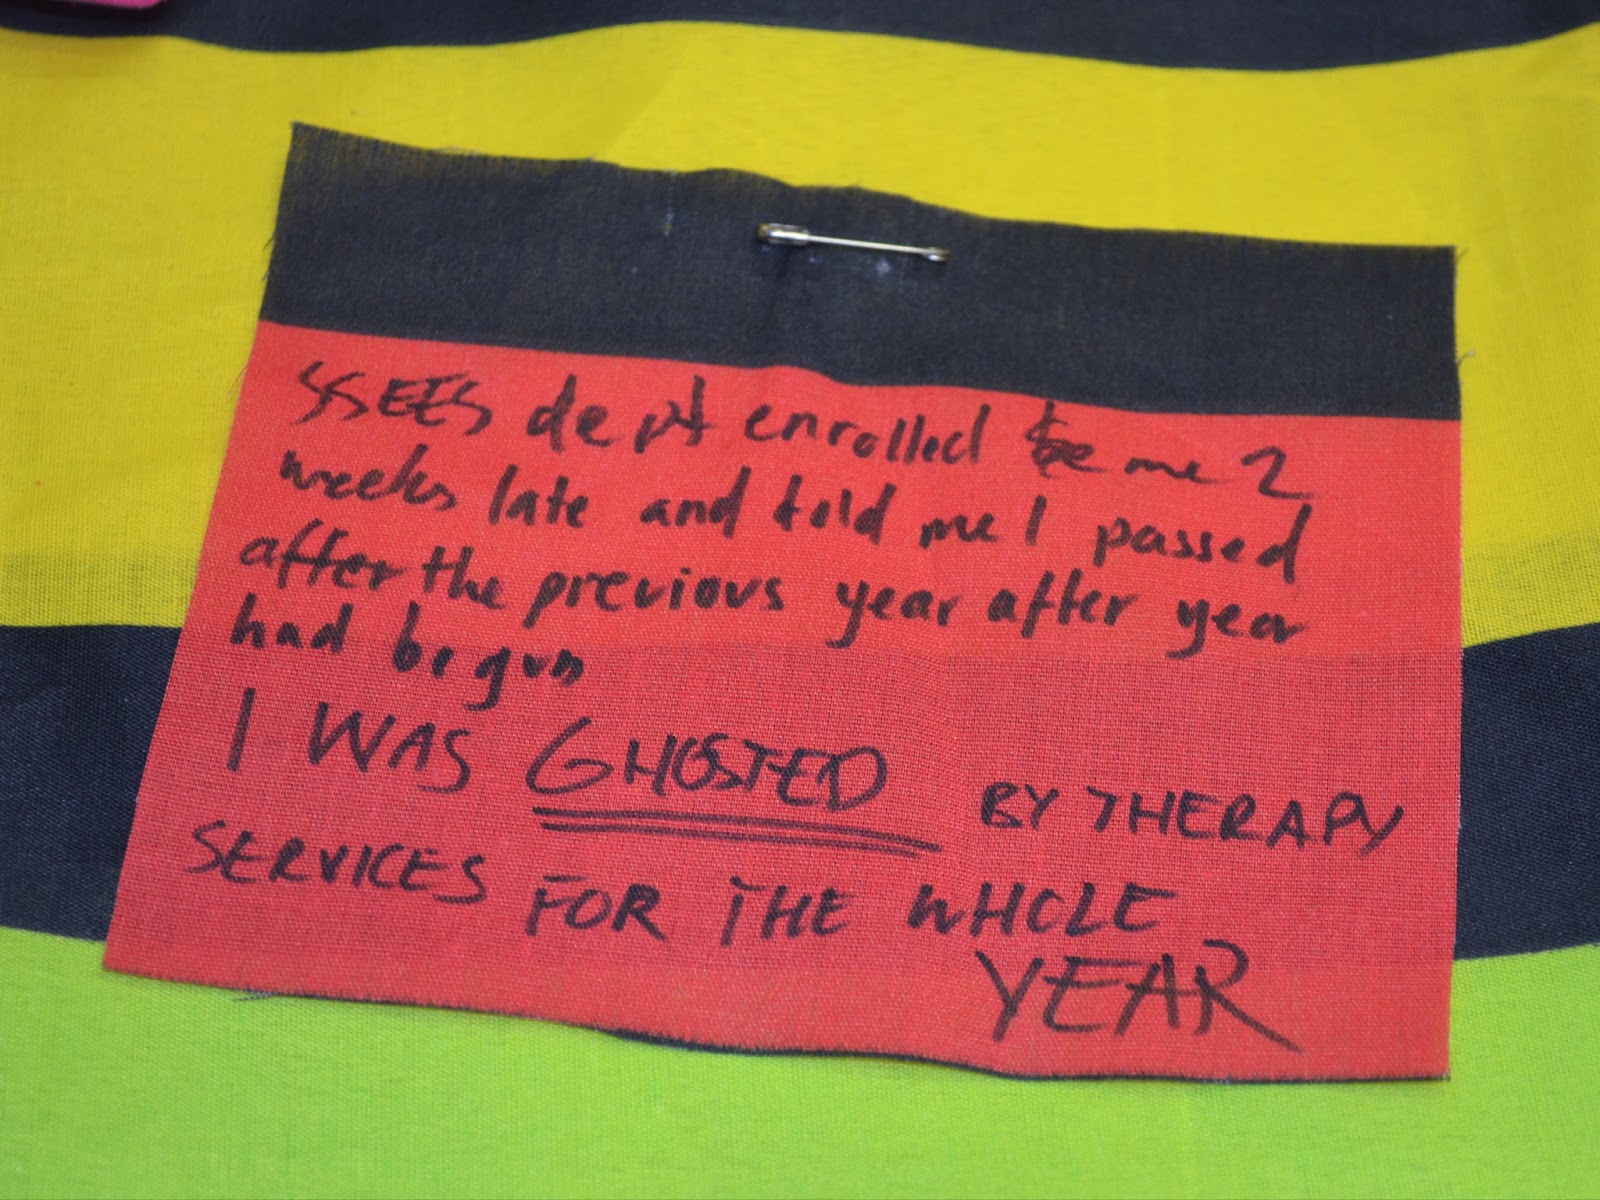 SSEES dept enrolled me 2
weeks late and told me I passed
after the previous year after year
had begun
I WAS GHOSTED BY THERAPY
SERVICES FOR THE WHOLE
YEAR